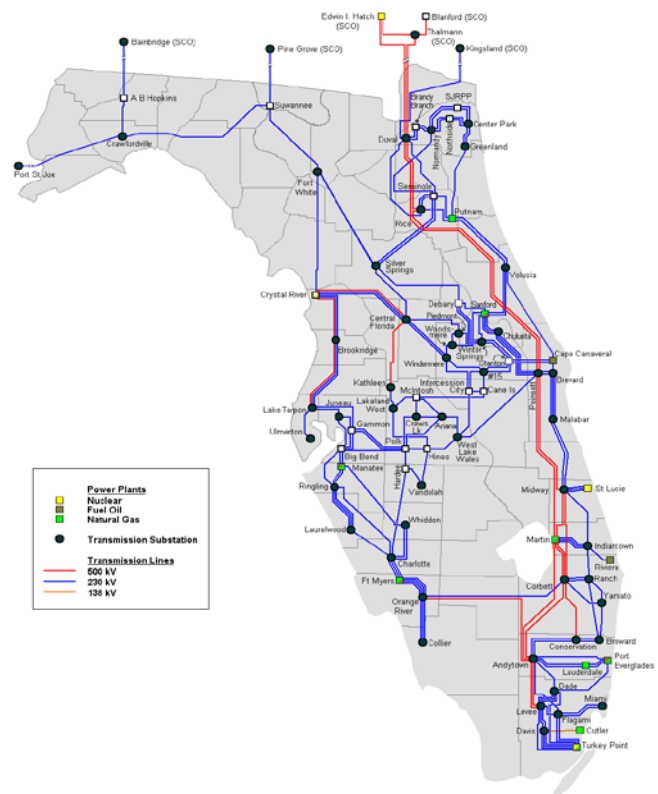 Edwin I. Hatch (SCO)
Blanford (SCO)
Thalmann
(SCO)
Bainbridge (SCO)
Pine Grove (SCO)
Kingsland (SCO)
Brandy
Branch
SJRPP
A B Hopkins
Suwannee
Duval
Normandy
Northside
Center Park
Greenland
Crawfordville
Port St. Joe
Fort
White
Seminole
Rice
Putnam
Silver
Springs
Volusia
Crystal River
Debary
Sanford
Piedmont
Central
Florida
Woods
mere
Chuluota
Winter
Springs
Cape Canaveral
Brookridge
Windermere
Stanton
#15
Brevard
Kathleen
Intercession
City
Cane Is.
McIntosh
Poinsett
Lakeland
West
Lake Tarpon
Juneau
Gammon
Crews
Lk
Ariana
Malabar
Ulmerton
Polk
West
Lake
Wales
Big Bend
Hines
Manatee
Hardee
Vandolah
Ringling
Midway
St Lucie
Power Plants
Nuclear
Fuel Oil
Natural Gas
Transmission Substation
Transmission Lines
500 kV
230 kV
138 kV
Laurelwood
Whidden
Martin
Indiantown
Riviera
Charlotte
Ft Myers
Corbett
Ranch
Orange
River
Yamato
Collier
Conservation
Broward
Andytown
Port
Everglades
Lauderdale
Dade
Miami
Levee
Flagami
Davis
Cutler
Turkey Point